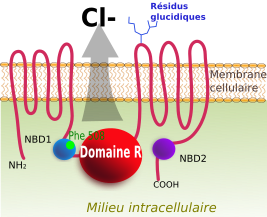 Cl-
Résidus
glucidiques
Membrane
cellulaire
Phe 508
NBD1
Domaine R
NBD2
NH₂
COOH
Milieu intracellulaire